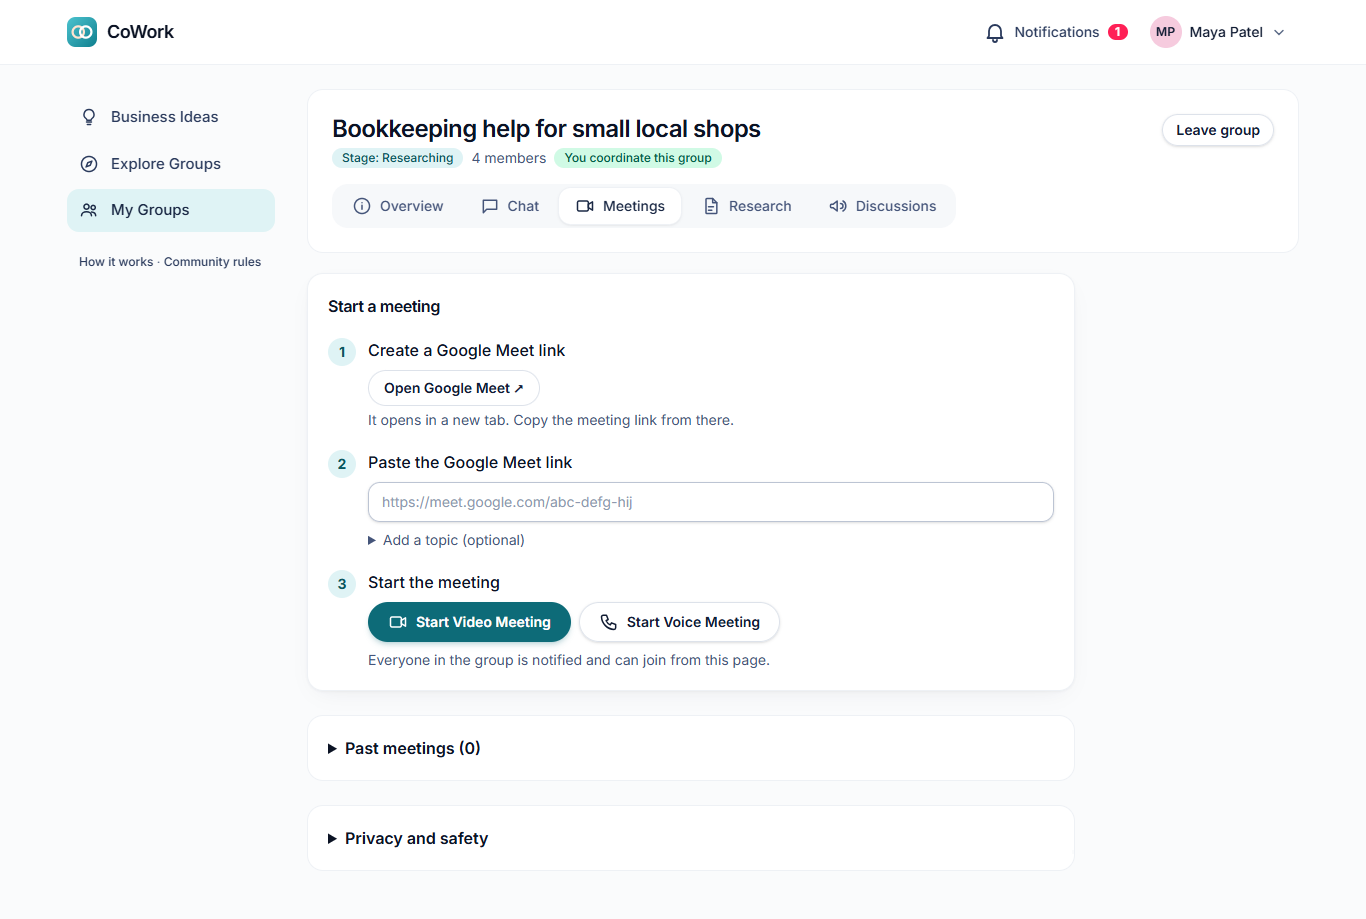 CoWork
Notifications 1
MP Maya Patel
Business Ideas
Explore Groups
My Groups
How it works · Community rules
Bookkeeping help for small local shops
Leave group
Stage: Researching 4 members You coordinate this group
Overview Chat Meetings Research Discussions
Start a meeting
1 Create a Google Meet link
Open Google Meet ↗
It opens in a new tab. Copy the meeting link from there.
2 Paste the Google Meet link
https://meet.google.com/abc-defg-hij
▶ Add a topic (optional)
3 Start the meeting
Start Video Meeting Start Voice Meeting
Everyone in the group is notified and can join from this page.
▶ Past meetings (0)
▶ Privacy and safety